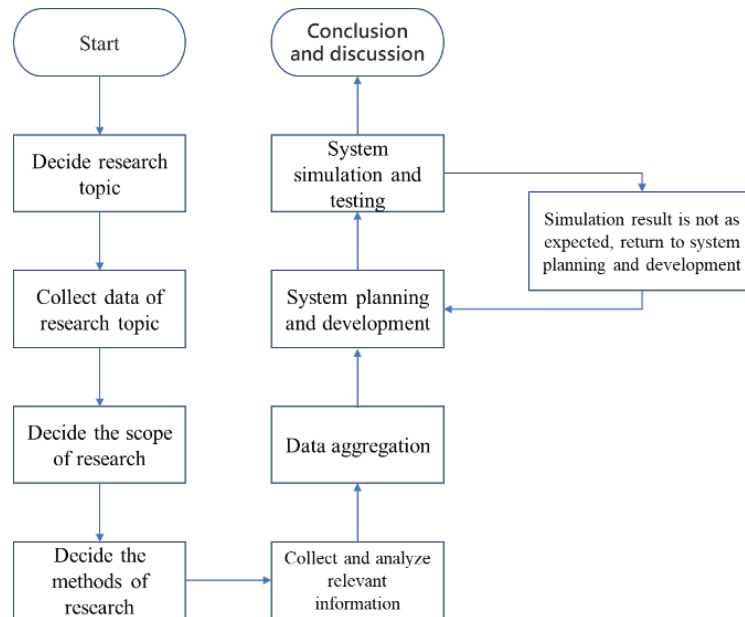 Start
Decide research
topic
Collect data of
research topic
Decide the scope
of research
Decide the
methods of
research
Collect and analyze
relevant
information
Data aggregation
System planning
and development
System
simulation and
testing
Simulation result is not as
expected, return to system
planning and development
Conclusion
and discussion